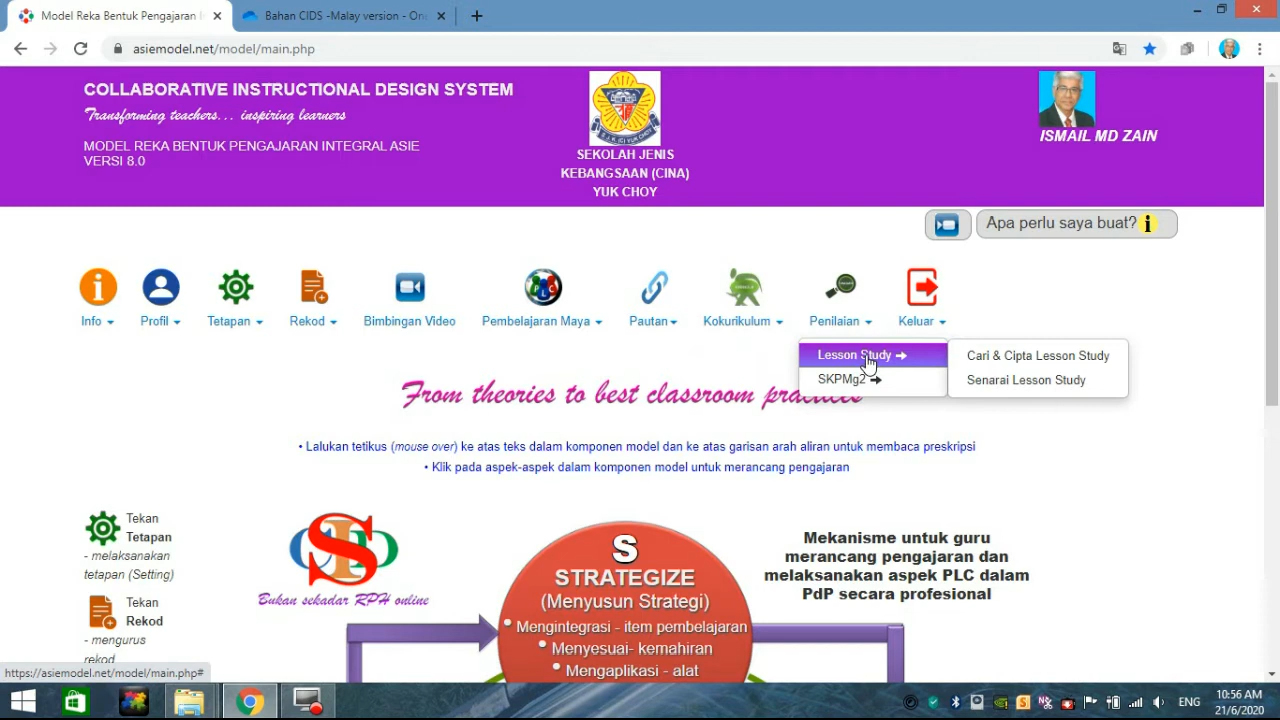 Model Reka Bentuk Pengajaran I
Bahan CIDS -Malay version - One
asiemodel.net/model/main.php
COLLABORATIVE INSTRUCTIONAL DESIGN SYSTEM
Transforming teachers... inspiring learners
MODEL REKA BENTUK PENGAJARAN INTEGRAL ASIE
VERSI 8.0
SEKOLAH JENIS
KEBANGSAAN (CINA)
YUK CHOY
ISMAIL MD ZAIN
Apa perlu saya buat?
Info
Profil
Tetapan
Rekod
Bimbingan Video
Pembelajaran Maya
Pautan
Kokurikulum
Penilaian
Keluar
Lesson Study
SKPMg2
Cari & Cipta Lesson Study
Senarai Lesson Study
From theories to best classroom practices
• Lalukan tetikus (mouse over) ke atas teks dalam komponen model dan ke atas garisan arah aliran untuk membaca preskripsi
• Klik pada aspek-aspek dalam komponen model untuk merancang pengajaran
Tekan
Tetapan
- melaksanakan
tetapan (Setting)
Tekan
Rekod
- mengurus
rekod
Bukan sekadar RPH online
S
STRATEGIZE
(Menyusun Strategi)
• Mengintegrasi - item pembelajaran
• Menyesuai- kemahiran
• Mengaplikasi - alat
Mekanisme untuk guru
merancang pengajaran dan
melaksanakan aspek PLC dalam
PdP secara profesional
https://asiemodel.net/model/main.php#
ENG
10:56 AM
21/6/2020